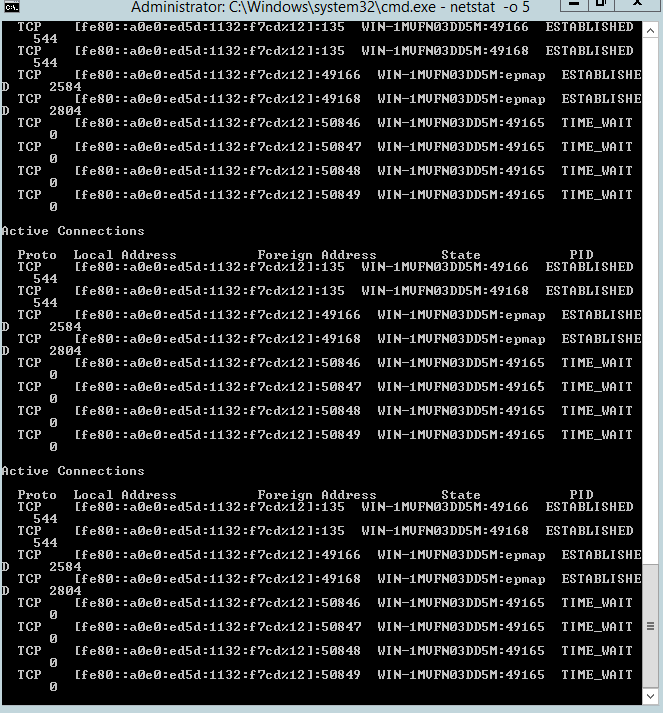 Administrator: C:\Windows\system32\cmd.exe - netstat -o 5
TCP [fe80::a0e0:ed5d:1132:f7cd%12]:135 WIN-1MVFN03DD5M:49166 ESTABLISHED
544
TCP [fe80::a0e0:ed5d:1132:f7cd%12]:135 WIN-1MVFN03DD5M:49168 ESTABLISHED
544
TCP [fe80::a0e0:ed5d:1132:f7cd%12]:49166 WIN-1MVFN03DD5M:epmap ESTABLISHE
D 2584
TCP [fe80::a0e0:ed5d:1132:f7cd%12]:49168 WIN-1MVFN03DD5M:epmap ESTABLISHE
D 2804
TCP [fe80::a0e0:ed5d:1132:f7cd%12]:50846 WIN-1MVFN03DD5M:49165 TIME_WAIT
0
TCP [fe80::a0e0:ed5d:1132:f7cd%12]:50847 WIN-1MVFN03DD5M:49165 TIME_WAIT
0
TCP [fe80::a0e0:ed5d:1132:f7cd%12]:50848 WIN-1MVFN03DD5M:49165 TIME_WAIT
0
TCP [fe80::a0e0:ed5d:1132:f7cd%12]:50849 WIN-1MVFN03DD5M:49165 TIME_WAIT
0
Active Connections
Proto Local Address Foreign Address State PID
TCP [fe80::a0e0:ed5d:1132:f7cd%12]:135 WIN-1MVFN03DD5M:49166 ESTABLISHED
544
TCP [fe80::a0e0:ed5d:1132:f7cd%12]:135 WIN-1MVFN03DD5M:49168 ESTABLISHED
544
TCP [fe80::a0e0:ed5d:1132:f7cd%12]:49166 WIN-1MVFN03DD5M:epmap ESTABLISHE
D 2584
TCP [fe80::a0e0:ed5d:1132:f7cd%12]:49168 WIN-1MVFN03DD5M:epmap ESTABLISHE
D 2804
TCP [fe80::a0e0:ed5d:1132:f7cd%12]:50846 WIN-1MVFN03DD5M:49165 TIME_WAIT
0
TCP [fe80::a0e0:ed5d:1132:f7cd%12]:50847 WIN-1MVFN03DD5M:49165 TIME_WAIT
0
TCP [fe80::a0e0:ed5d:1132:f7cd%12]:50848 WIN-1MVFN03DD5M:49165 TIME_WAIT
0
TCP [fe80::a0e0:ed5d:1132:f7cd%12]:50849 WIN-1MVFN03DD5M:49165 TIME_WAIT
0
Active Connections
Proto Local Address Foreign Address State PID
TCP [fe80::a0e0:ed5d:1132:f7cd%12]:135 WIN-1MVFN03DD5M:49166 ESTABLISHED
544
TCP [fe80::a0e0:ed5d:1132:f7cd%12]:135 WIN-1MVFN03DD5M:49168 ESTABLISHED
544
TCP [fe80::a0e0:ed5d:1132:f7cd%12]:49166 WIN-1MVFN03DD5M:epmap ESTABLISHE
D 2584
TCP [fe80::a0e0:ed5d:1132:f7cd%12]:49168 WIN-1MVFN03DD5M:epmap ESTABLISHE
D 2804
TCP [fe80::a0e0:ed5d:1132:f7cd%12]:50846 WIN-1MVFN03DD5M:49165 TIME_WAIT
0
TCP [fe80::a0e0:ed5d:1132:f7cd%12]:50847 WIN-1MVFN03DD5M:49165 TIME_WAIT
0
TCP [fe80::a0e0:ed5d:1132:f7cd%12]:50848 WIN-1MVFN03DD5M:49165 TIME_WAIT
0
TCP [fe80::a0e0:ed5d:1132:f7cd%12]:50849 WIN-1MVFN03DD5M:49165 TIME_WAIT
0